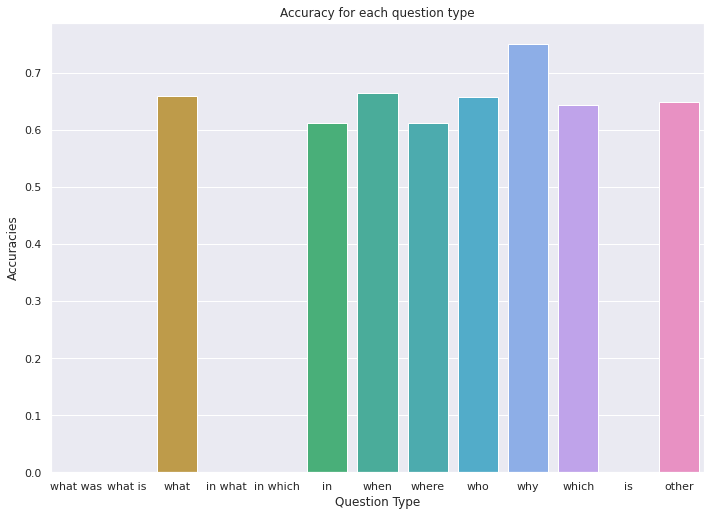 Accuracy for each question type
Accuracies
0.7
0.6
0.5
0.4
0.3
0.2
0.1
0.0
what was what is what in what in which in when where who why which is other
Question Type